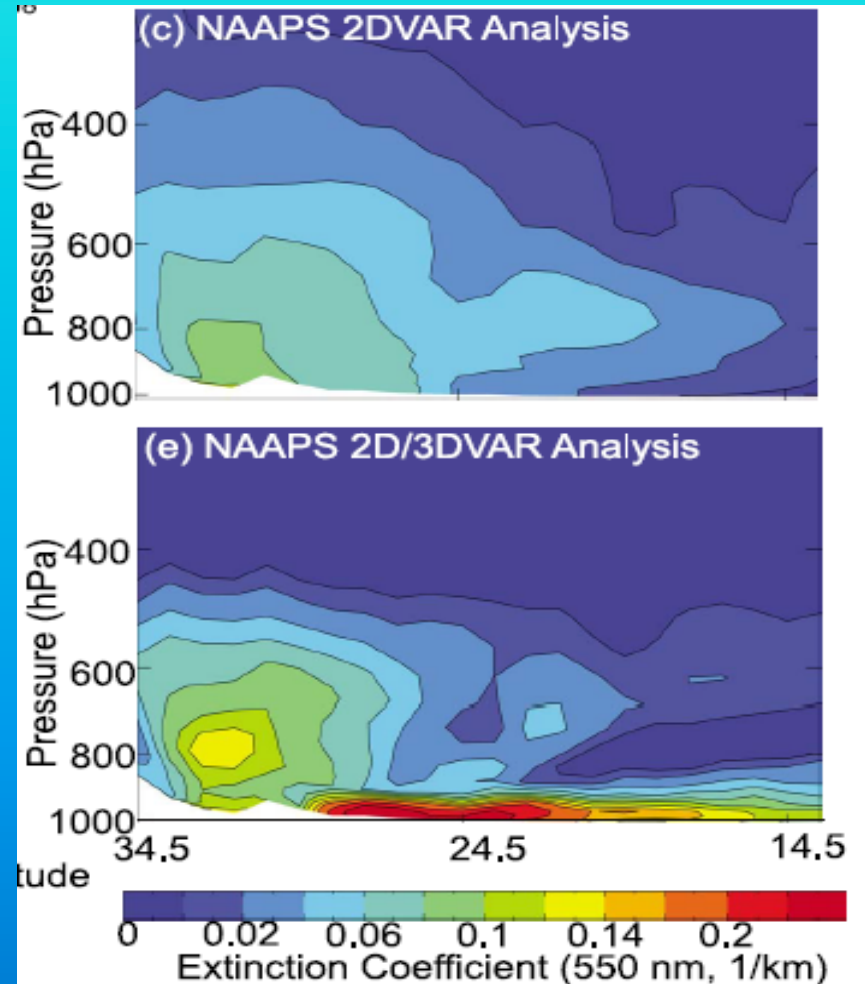 (c) NAAPS 2DVAR Analysis
Pressure (hPa)
400
600
800
1000
(e) NAAPS 2D/3DVAR Analysis
Pressure (hPa)
400
600
800
1000
34.5 24.5 14.5
tude
0 0.02 0.06 0.1 0.14 0.2
Extinction Coefficient (550 nm, 1/km)